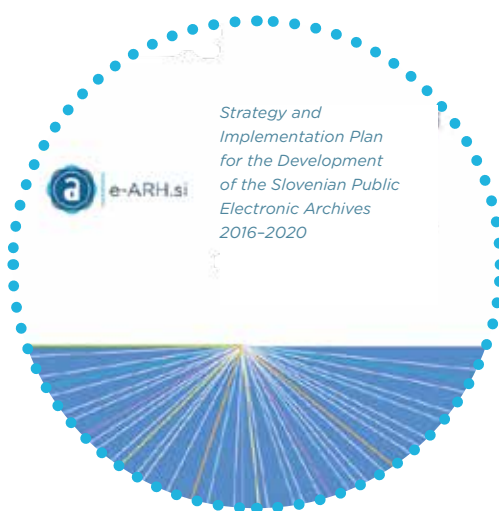 Strategy and
Implementation Plan
for the Development
a e-ARH.si
of the Slovenian Public
Electronic Archives
2016–2020